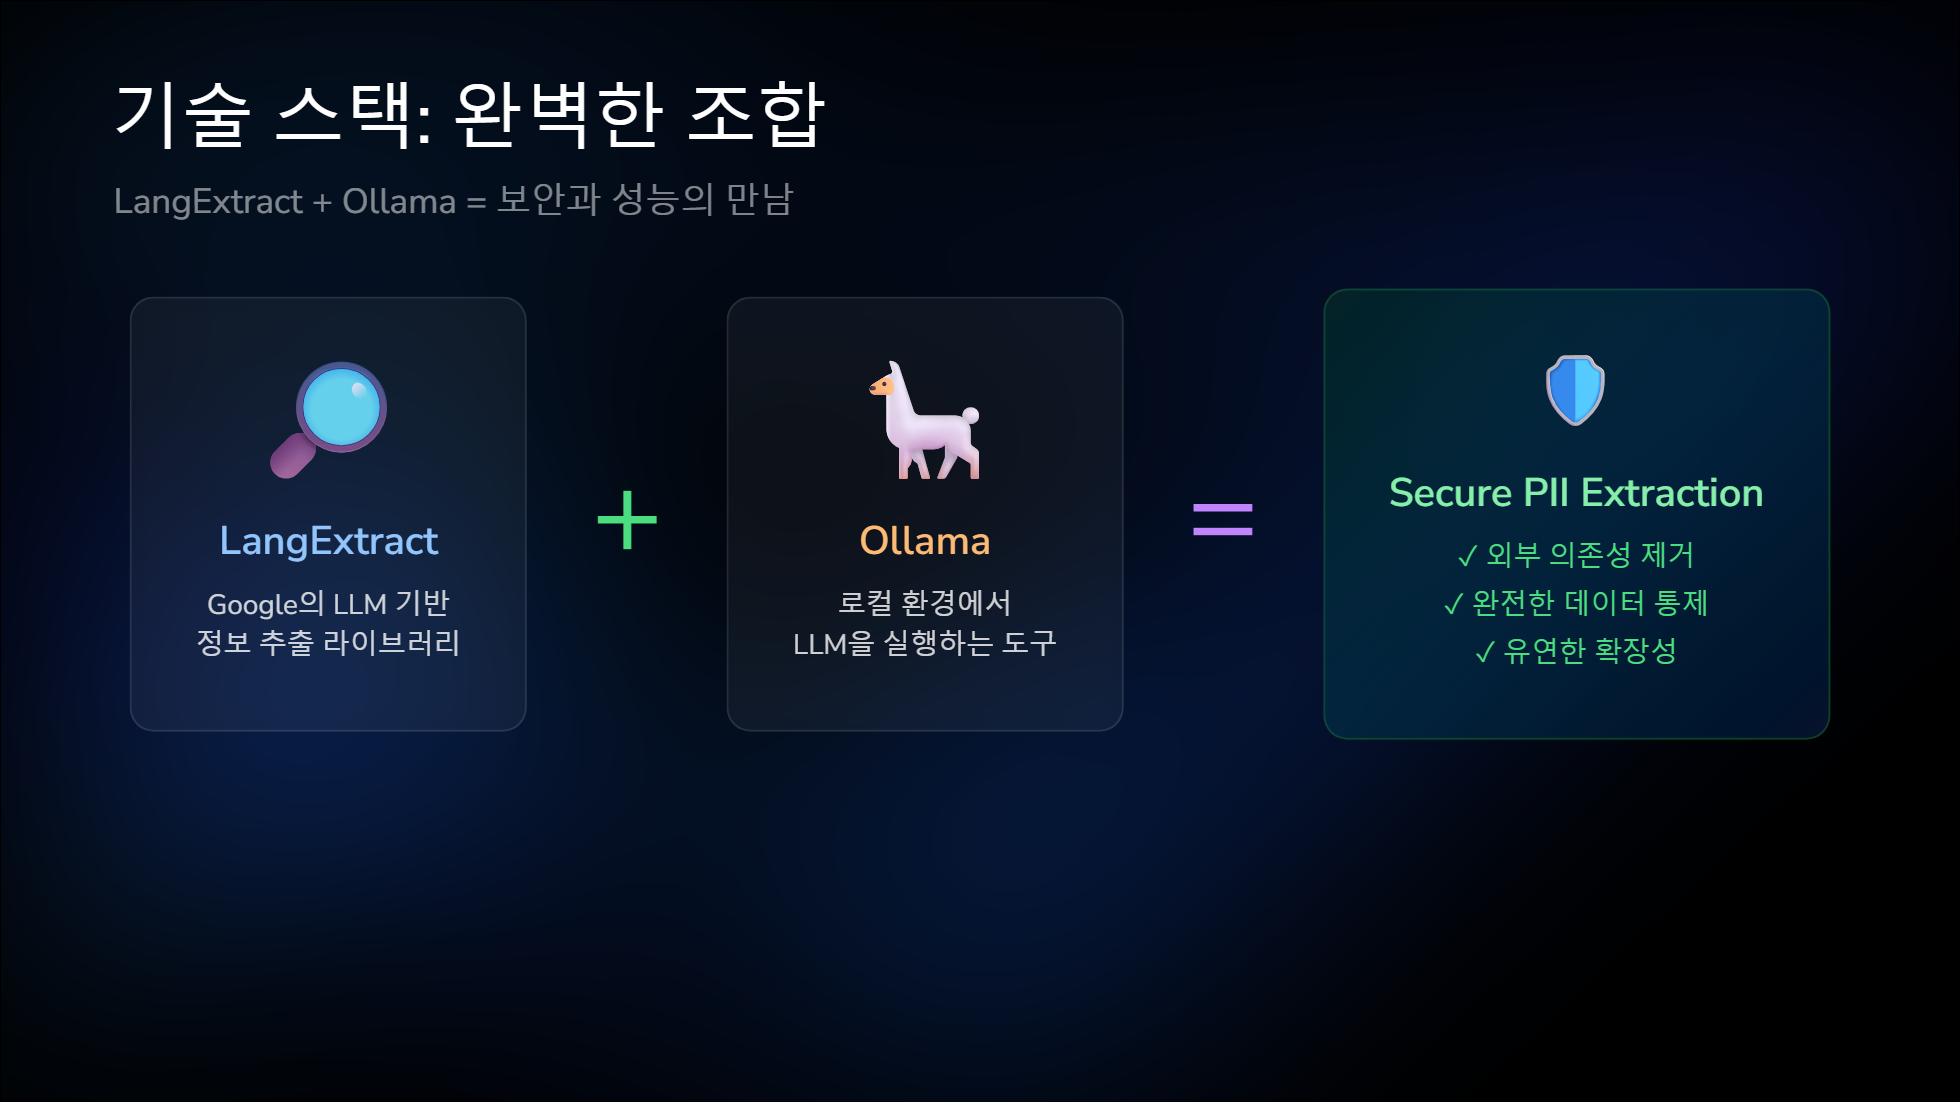 기술 스택: 완벽한 조합
LangExtract + Ollama = 보안과 성능의 만남
LangExtract
Google의 LLM 기반
정보 추출 라이브러리
+
Ollama
로컬 환경에서
LLM을 실행하는 도구
=
Secure PII Extraction
✓ 외부 의존성 제거
✓ 완전한 데이터 통제
✓ 유연한 확장성